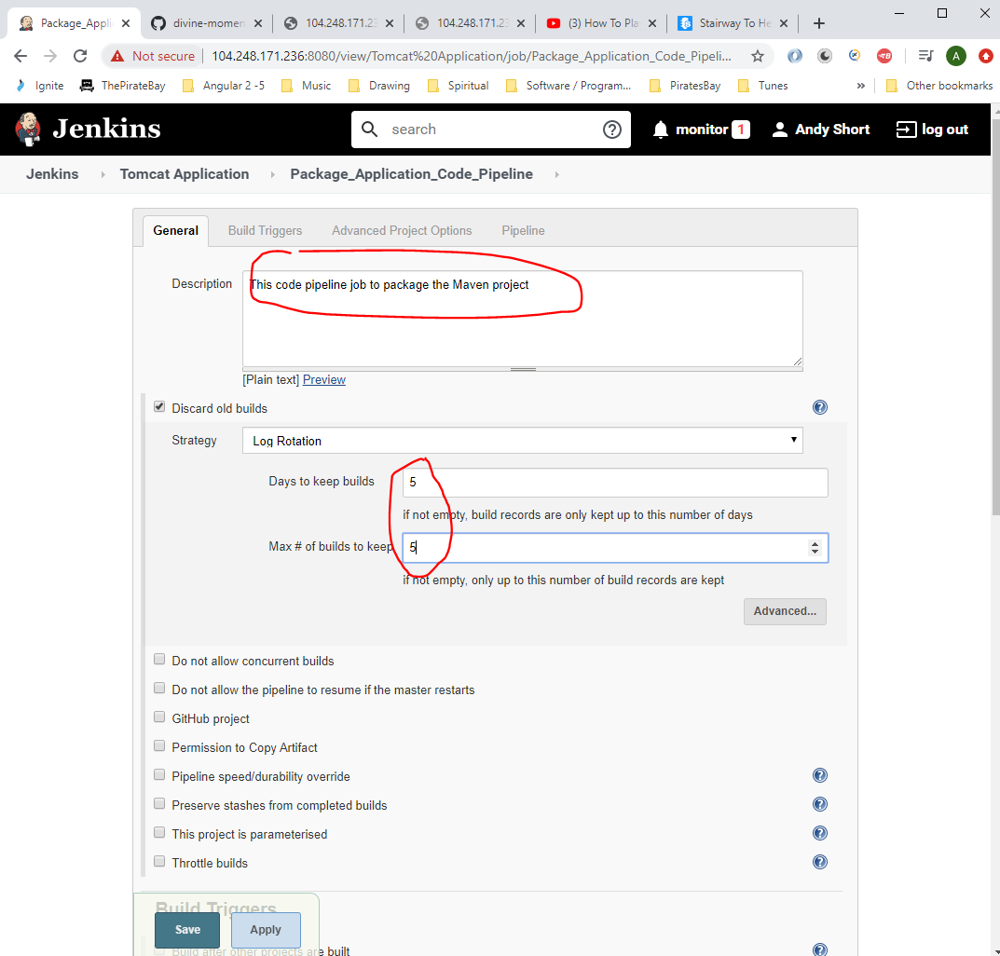 Package_Appli
divine-momen
104.248.171.23
104.248.171.23
(3) How To Pla
Stairway To He
Not secure
104.248.171.236:8080/view/Tomcat%20Application/job/Package_Application_Code_Pipeli...
A
Ignite
ThePirateBay
Angular 2 -5
Music
Drawing
Spiritual
Software / Program...
PiratesBay
Tunes
»
Other bookmarks
Jenkins
search
monitor 1
Andy Short
log out
Jenkins
Tomcat Application
Package_Application_Code_Pipeline
General
Build Triggers
Advanced Project Options
Pipeline
Description
This code pipeline job to package the Maven project
[Plain text] Preview
Discard old builds
Strategy
Log Rotation
Days to keep builds
5
if not empty, build records are only kept up to this number of days
Max # of builds to keep
5
if not empty, only up to this number of build records are kept
Advanced...
Do not allow concurrent builds
Do not allow the pipeline to resume if the master restarts
GitHub project
Permission to Copy Artifact
Pipeline speed/durability override
Preserve stashes from completed builds
This project is parameterised
Throttle builds
Build Triggers
Save
Apply
Build after other projects are built